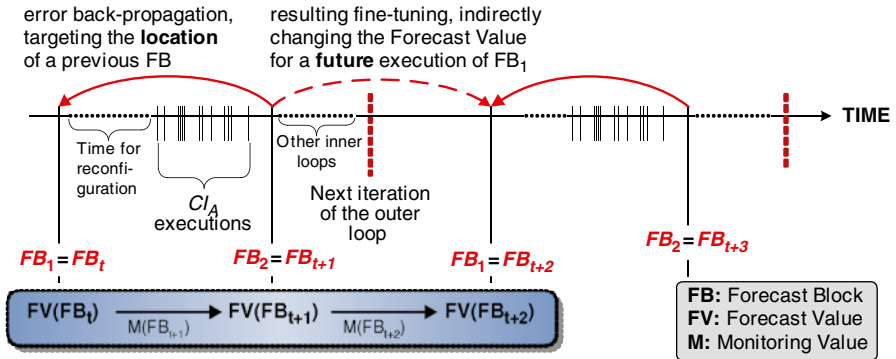 error back-propagation,
targeting the location
of a previous FB
resulting fine-tuning, indirectly
changing the Forecast Value
for a future execution of FB1
TIME
Time for
reconfi-
guration
CIA
executions
Other inner
loops
Next iteration
of the outer
loop
FB1=FBt
FB2=FBt+1
FB1=FBt+2
FB2=FBt+3
FV(FBt)
M(FBt+1)
FV(FBt+1)
M(FBt+2)
FV(FBt+2)
FB: Forecast Block
FV: Forecast Value
M: Monitoring Value